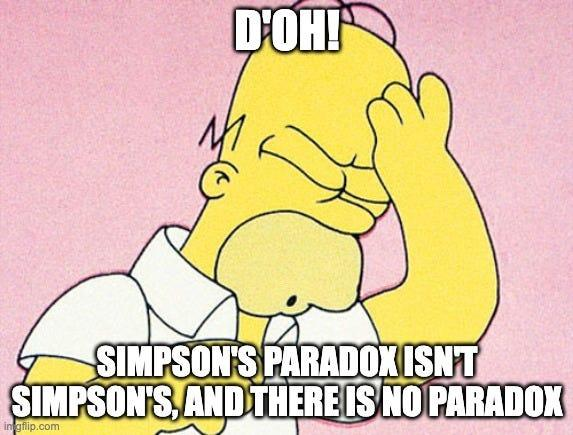 D'OH!
SIMPSON'S PARADOX ISN'T
SIMPSON'S, AND THERE IS NO PARADOX
imgflip.com